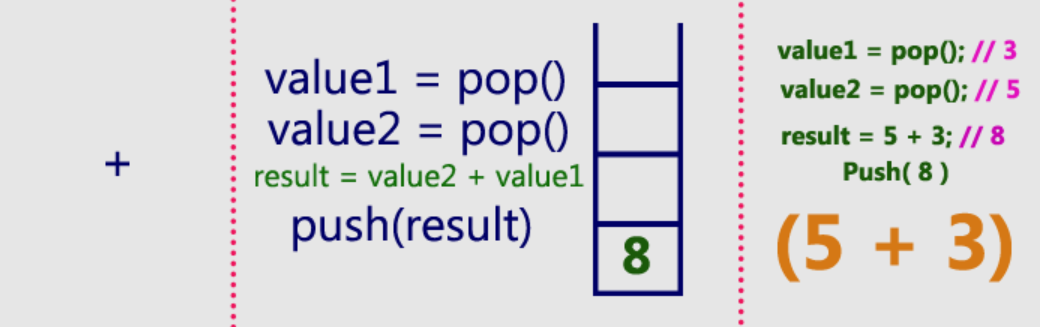 +
value1 = pop()
value2 = pop()
result = value2 + value1
push(result)
8
value1 = pop(); // 3
value2 = pop(); // 5
result = 5 + 3; // 8
Push( 8 )
(5 + 3)